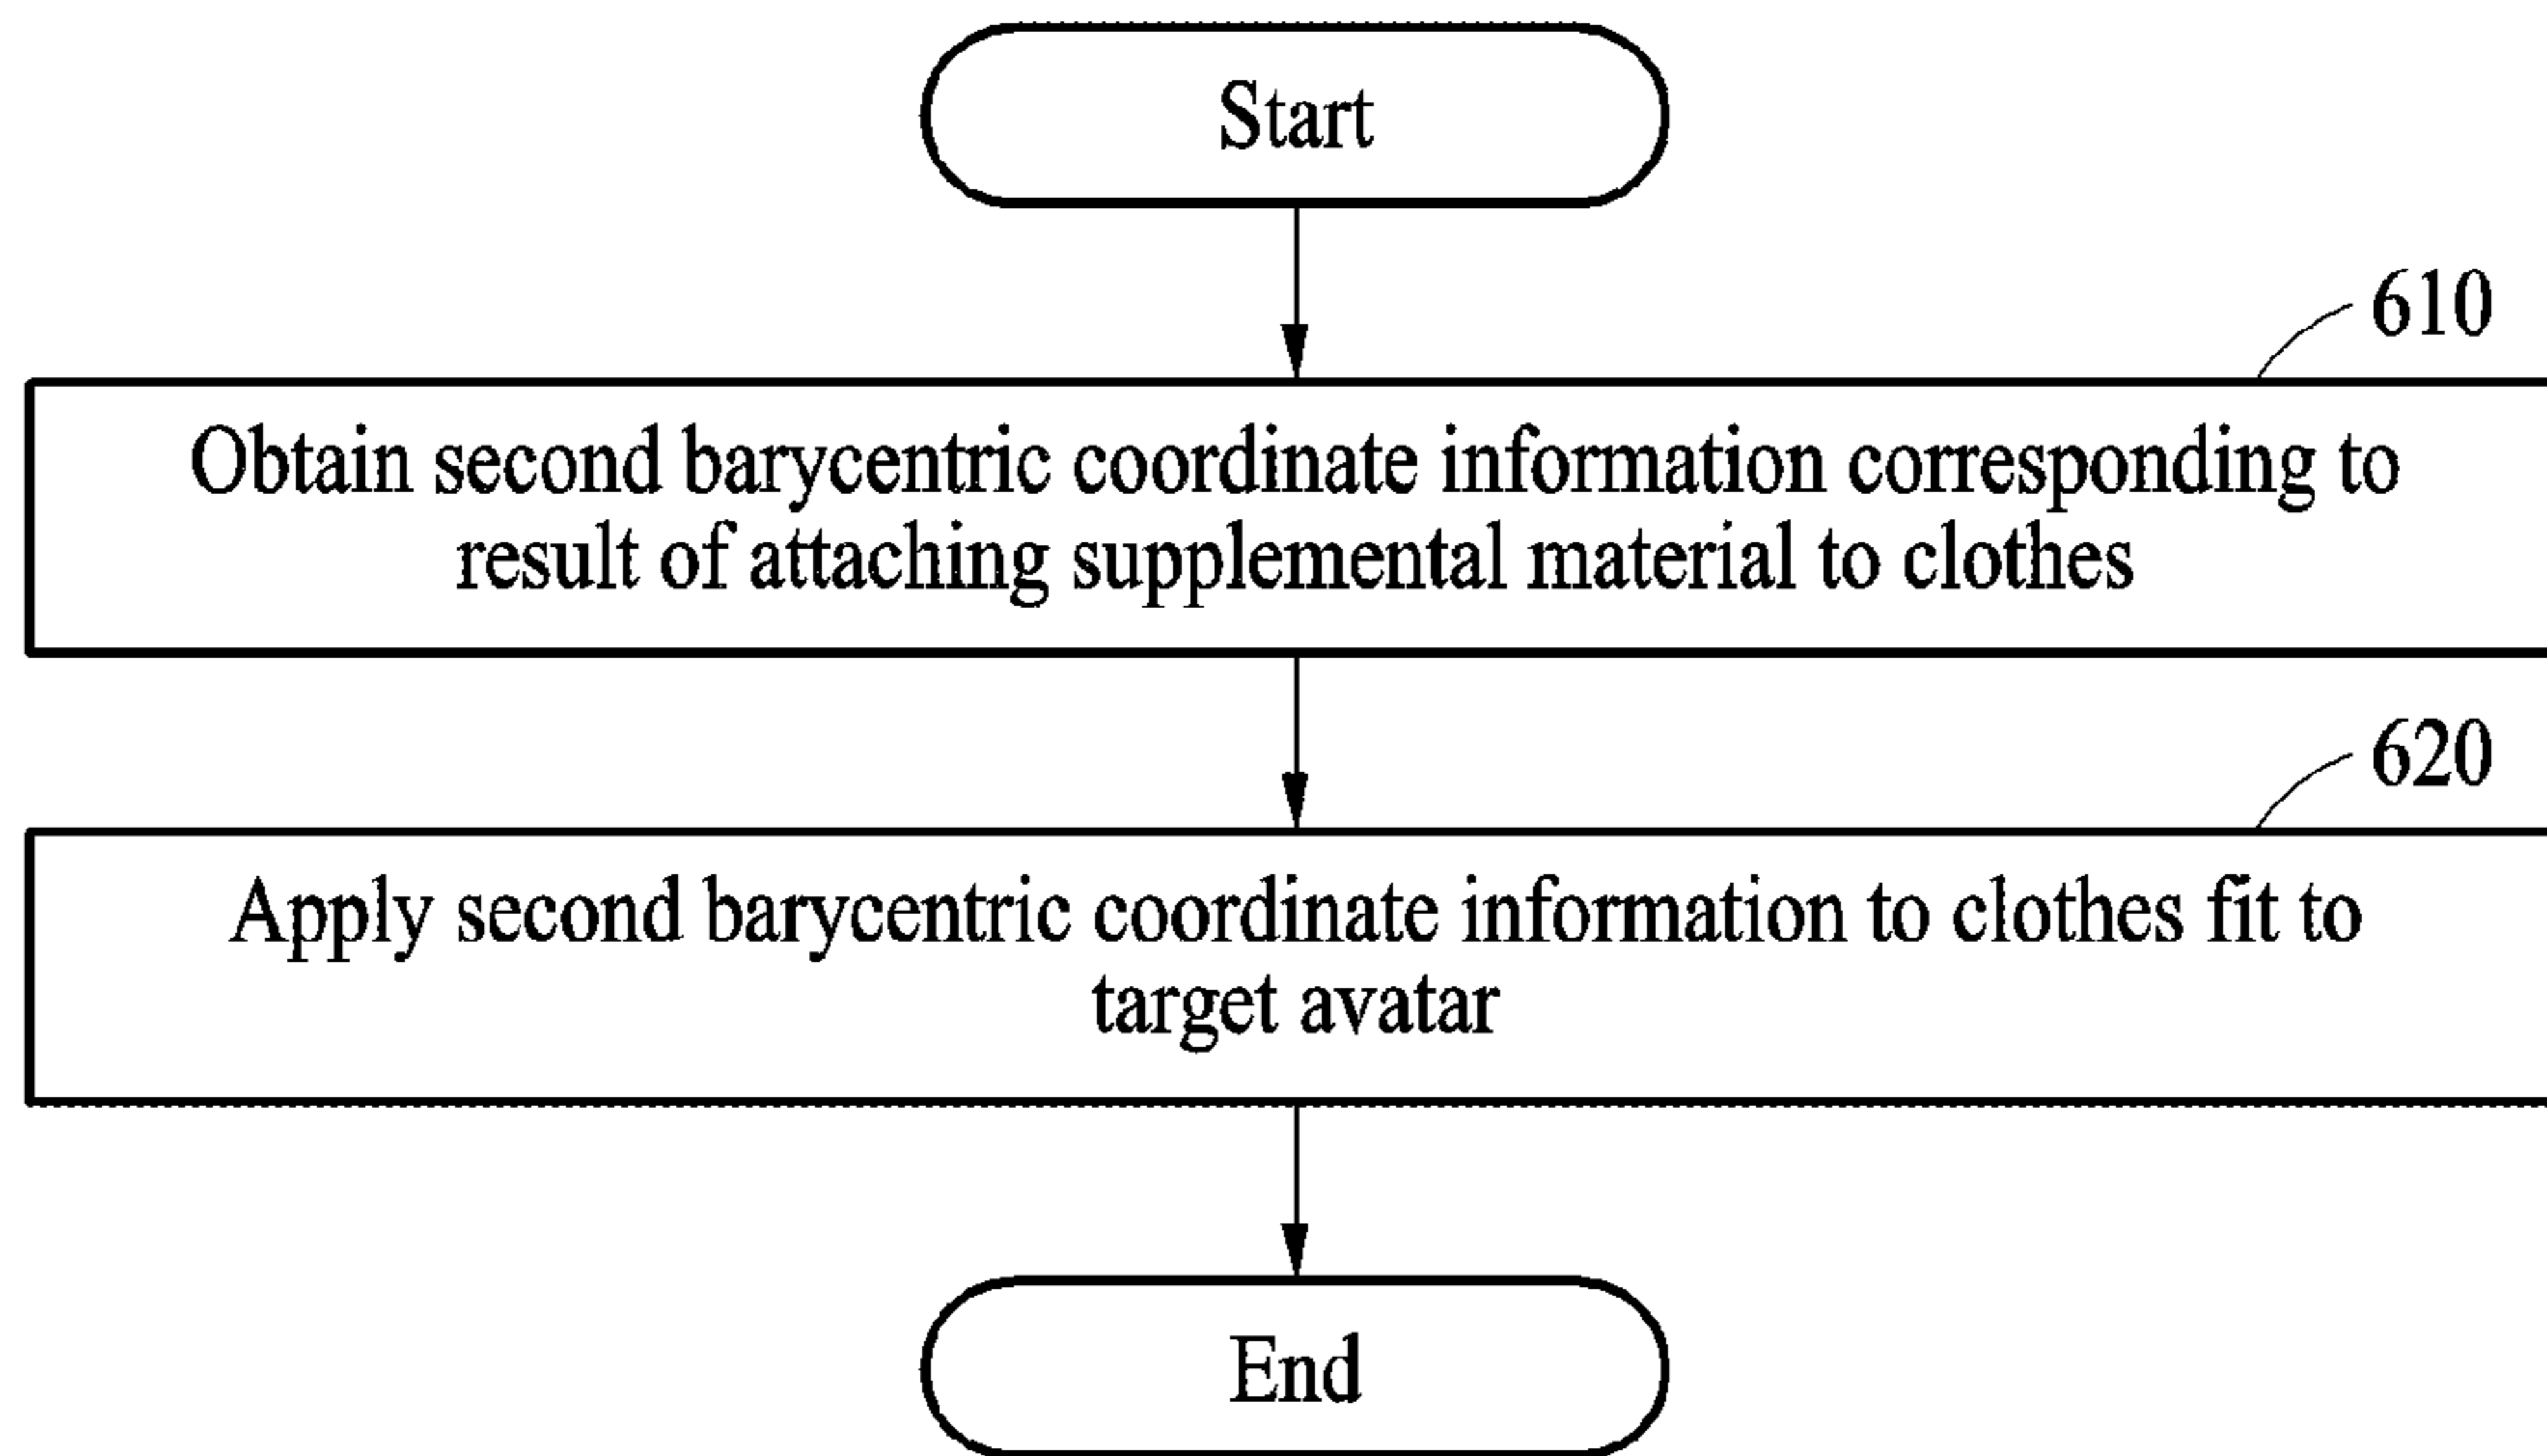 Start
610
Obtain second barycentric coordinate information corresponding to
result of attaching supplemental material to clothes
620
Apply second barycentric coordinate information to clothes fit to
target avatar
End